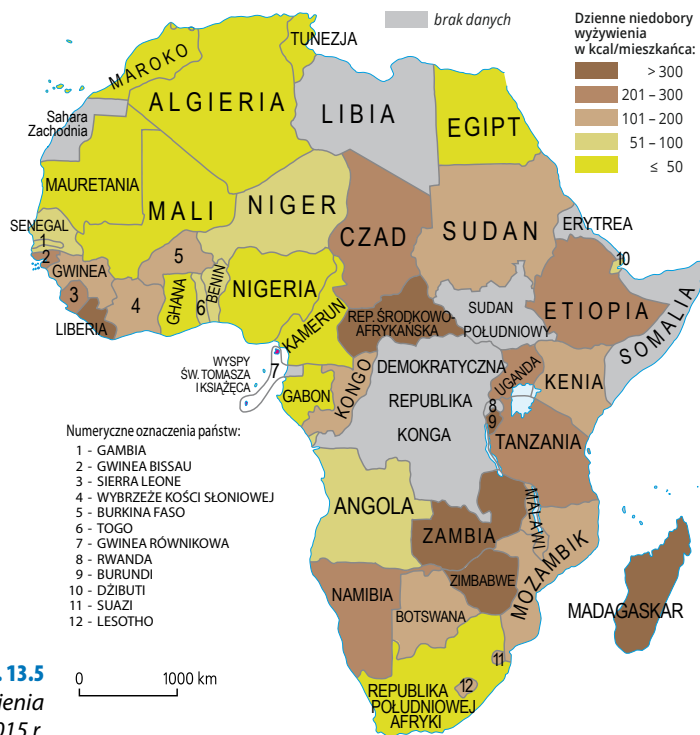 brak danych
Dzienne niedobory
wyżywienia
w kcal/mieszkańca:
> 300
201 – 300
101 – 200
51 – 100
≤ 50
MAROKO
TUNEZJA
ALGIERIA
LIBIA
EGIPT
Sahara
Zachodnia
MAURETANIA
MALI
NIGER
CZAD
SUDAN
ERYTREA
SENEGAL
1
2
GWINEA
3
LIBERIA
4
5
GHANA
6
BENIN
NIGERIA
KAMERUN
REP. ŚRODKOWO-
AFRYKAŃSKA
SUDAN
POŁUDNIOWY
10
ETIOPIA
SOMALIA
WYSPY
ŚW. TOMASZA
I KSIĄŻĘCA
7
GABON
KONGO
DEMOKRATYCZNA
REPUBLIKA
KONGA
UGANDA
KENIA
8
9
TANZANIA
Numeryczne oznaczenia państw:
1 - GAMBIA
2 - GWINEA BISSAU
3 - SIERRA LEONE
4 - WYBRZEŻE KOŚCI SŁONIOWEJ
5 - BURKINA FASO
6 - TOGO
7 - GWINEA RÓWNIKOWA
8 - RWANDA
9 - BURUNDI
10 - DŻIBUTI
11 - SUAZI
12 - LESOTHO
ANGOLA
ZAMBIA
MALAWI
MOZAMBIK
ZIMBABWE
NAMIBIA
BOTSWANA
MADAGASKAR
11
12
REPUBLIKA
POŁUDNIOWEJ
AFRYKI
. 13.5
ienia
015 r.
0 1000 km